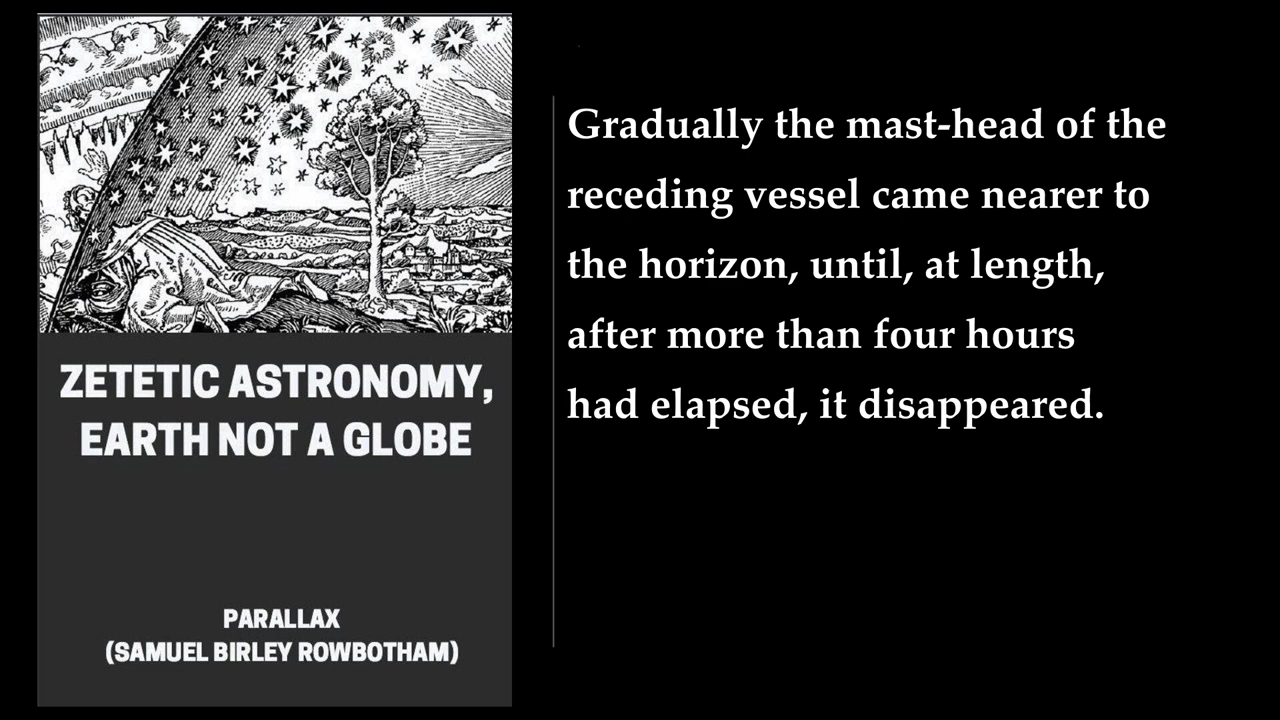 ZETETIC ASTRONOMY,
EARTH NOT A GLOBE
PARALLAX
(SAMUEL BIRLEY ROWBOTHAM)
Gradually the mast-head of the
receding vessel came nearer to
the horizon, until, at length,
after more than four hours
had elapsed, it disappeared.